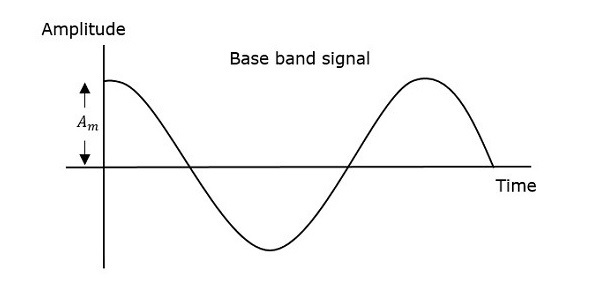 Amplitude
Base band signal
Aₘ
Time